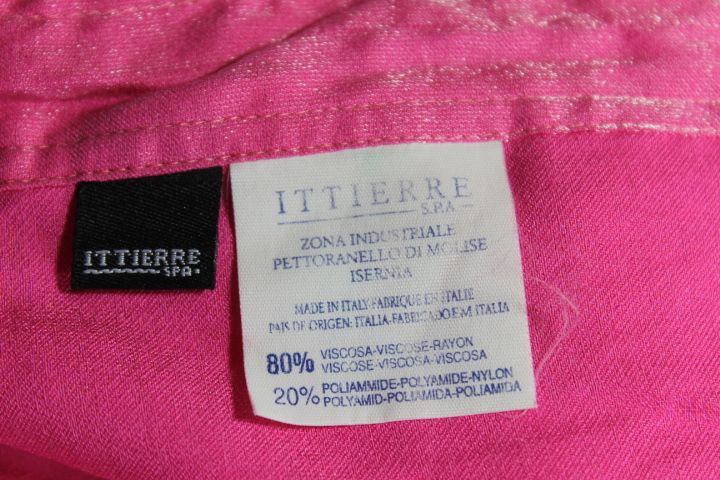 ITTIERRE
SPA
ITTIERRE
S.P.A
ZONA INDUSTRIALE
PETTORANELLO DI MOLISE
ISERNIA
MADE IN ITALY-FABRIQUE EN ITALIE
PAIS DE ORIGEN: ITALIA-FABRICADO EM ITALIA
80% VISCOSA-VISCOSE-RAYON
VISCOSE-VISCOSA-VISCOSA
20% POLIAMMIDE-POLYAMIDE-NYLON
POLYAMID-POLIAMIDA-POLIAMIDA